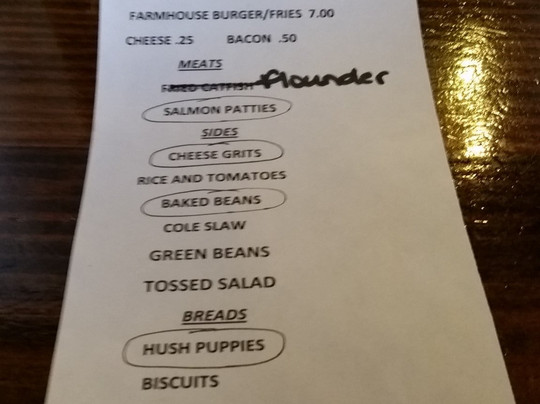 FARMHOUSE BURGER/FRIES 7.00
CHEESE .25 BACON .50
MEATS
FRIED CATFISH flounder
SALMON PATTIES
SIDES
CHEESE GRITS
RICE AND TOMATOES
BAKED BEANS
COLE SLAW
GREEN BEANS
TOSSED SALAD
BREADS
HUSH PUPPIES
BISCUITS